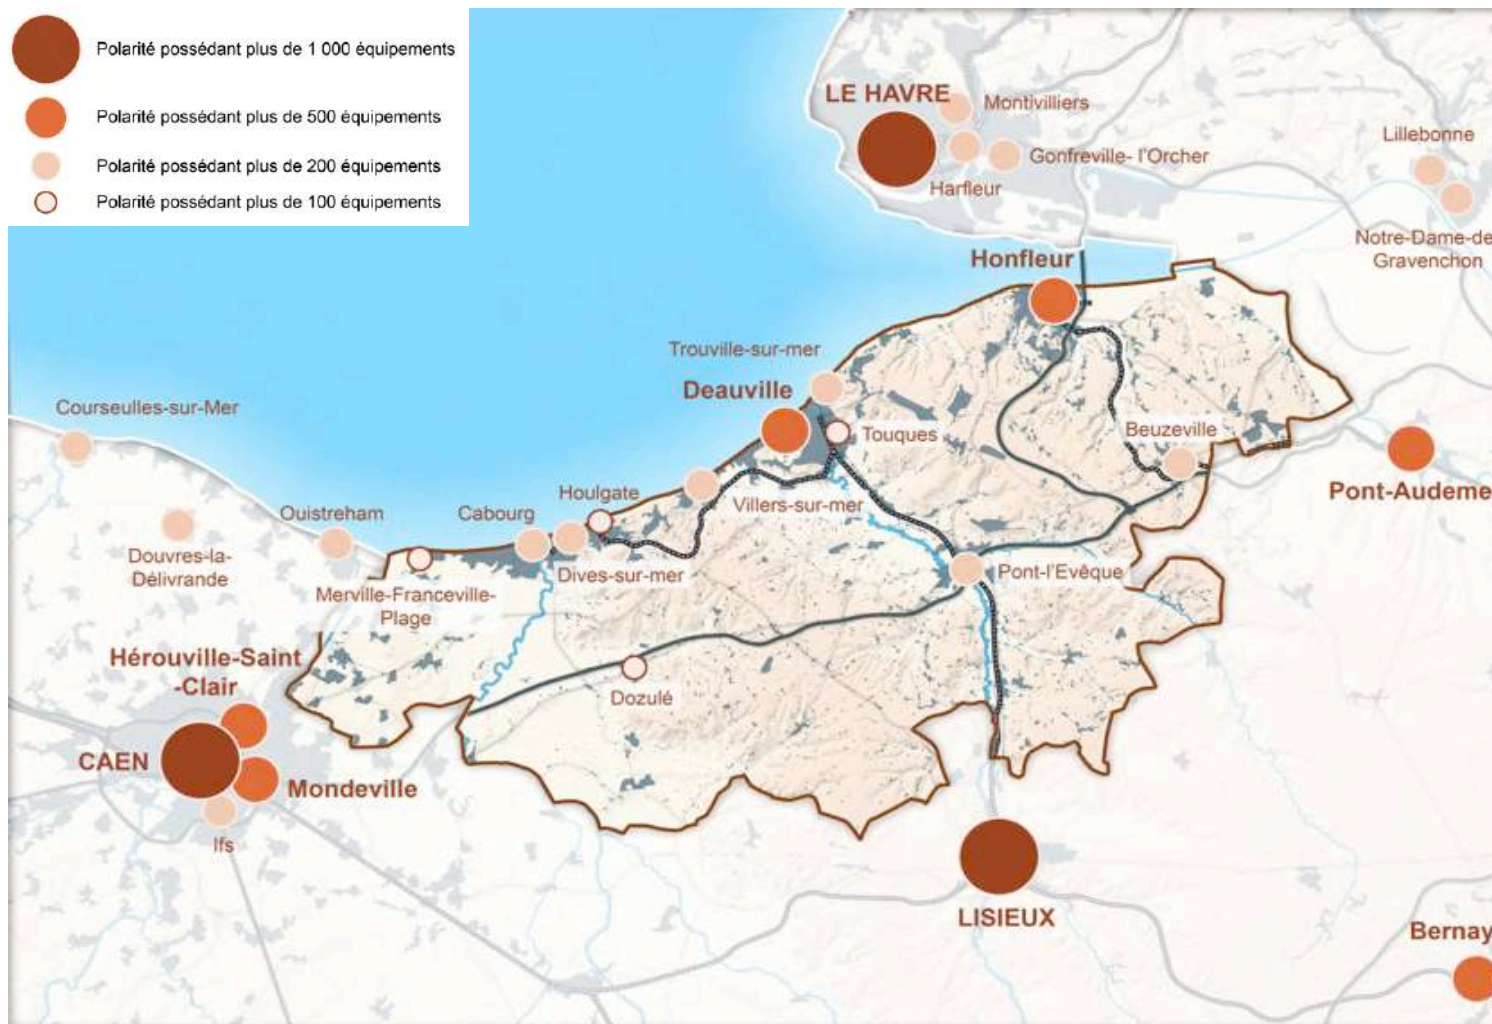 Polarité possédant plus de 1 000 équipements
Polarité possédant plus de 500 équipements
Polarité possédant plus de 200 équipements
Polarité possédant plus de 100 équipements
LE HAVRE
Montivilliers
Gonfreville- l'Orcher
Harfleur
Lillebonne
Notre-Dame-de
Gravenchon
Honfleur
Trouville-sur-mer
Deauville
Touques
Beuzeville
Pont-Audeme
Courseulles-sur-Mer
Houlgate
Villers-sur-mer
Ouistreham
Cabourg
Douvres-la-
Délivrande
Dives-sur-mer
Pont-l'Evêque
Merville-Franceville-
Plage
Hérouville-Saint
-Clair
Dozulé
CAEN
Mondeville
Ifs
LISIEUX
Bernay